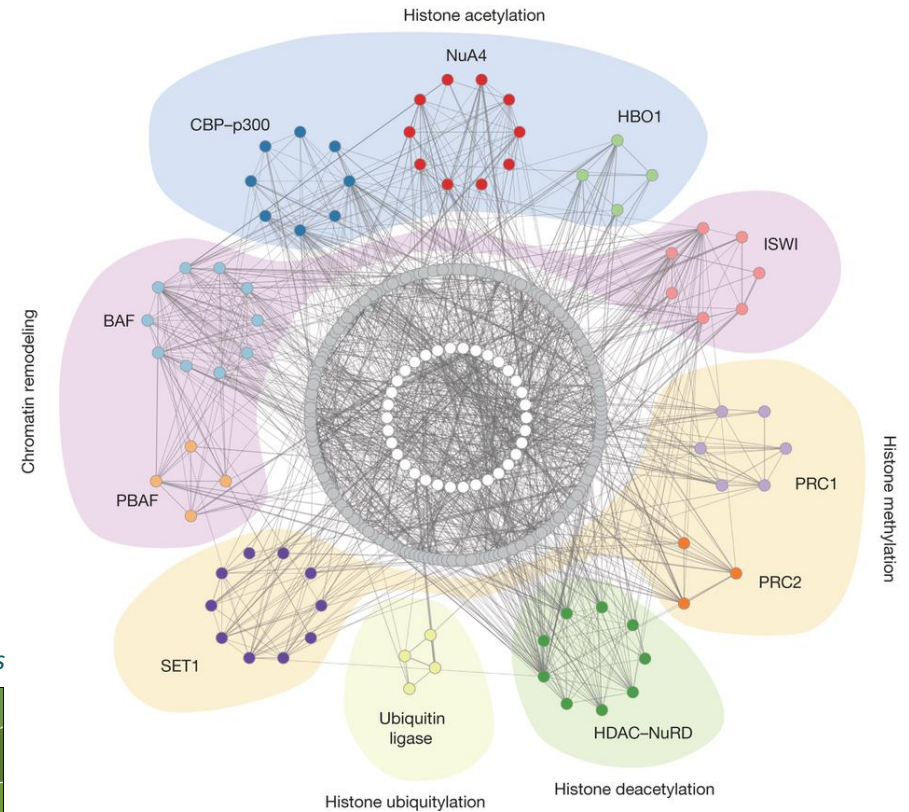 Histone acetylation
NuA4
CBP–p300
HBO1
ISWI
BAF
Chromatin remodeling
PBAF
PRC1
Histone methylation
PRC2
SET1
s
Ubiquitin
ligase
HDAC–NuRD
Histone deacetylation
Histone ubiquitylation